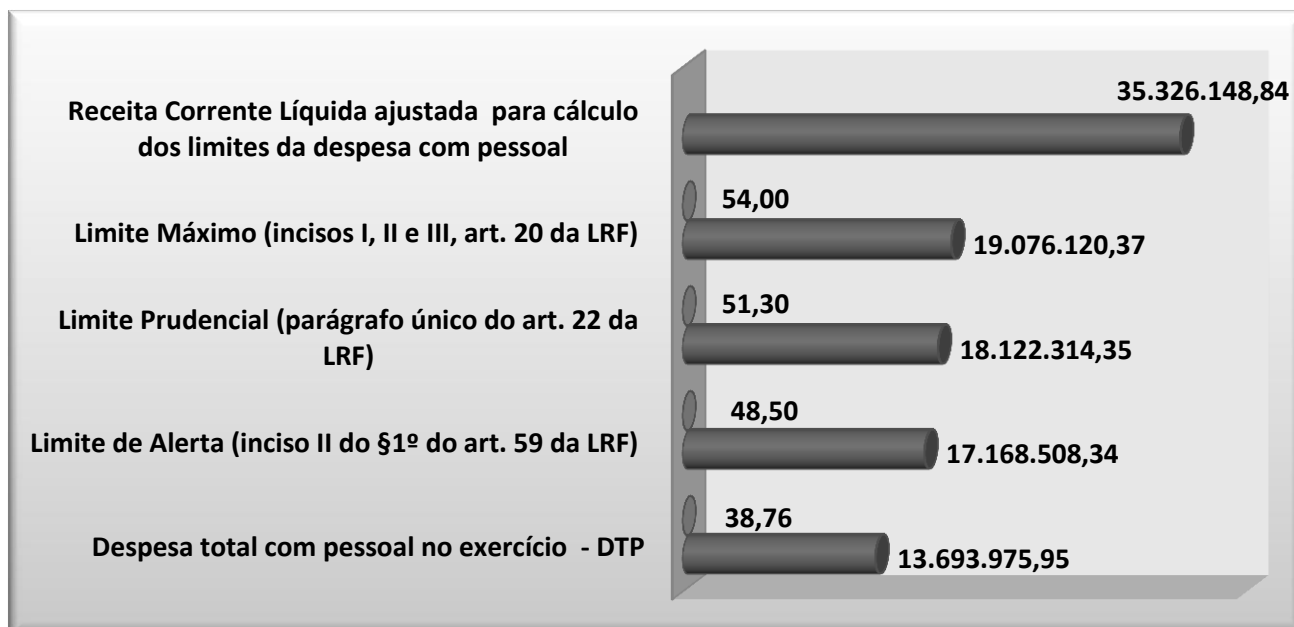 35.326.148,84
Receita Corrente Líquida ajustada para cálculo
dos limites da despesa com pessoal
54,00
Limite Máximo (incisos I, II e III, art. 20 da LRF)
19.076.120,37
51,30
Limite Prudencial (parágrafo único do art. 22 da
LRF)
18.122.314,35
48,50
Limite de Alerta (inciso II do §1º do art. 59 da LRF)
17.168.508,34
38,76
Despesa total com pessoal no exercício - DTP
13.693.975,95